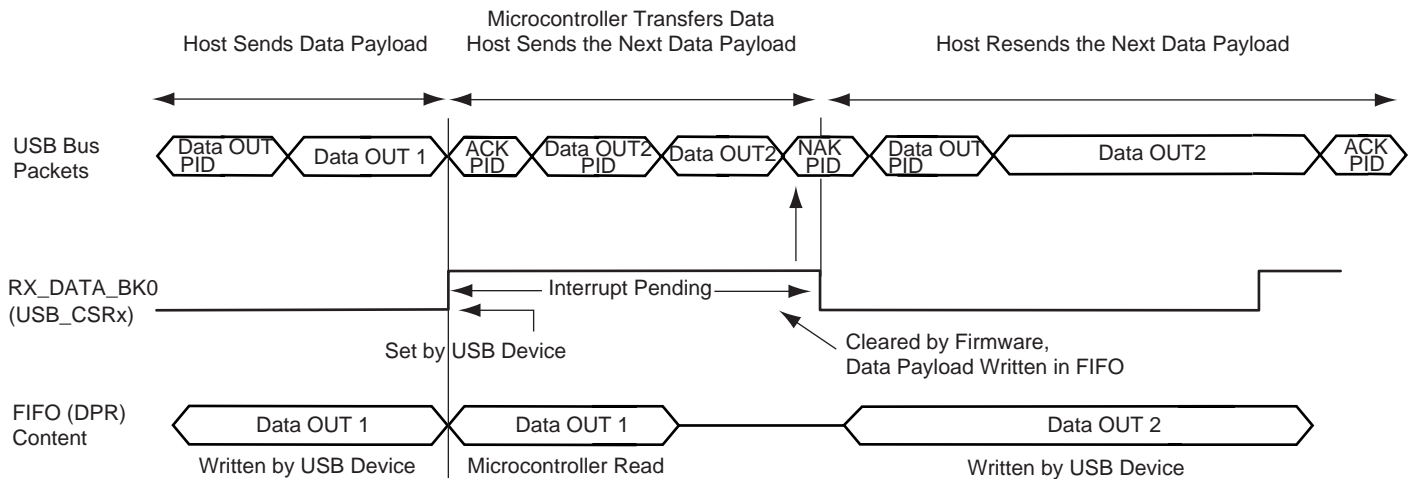 Microcontroller Transfers Data
Host Sends Data Payload
Host Sends the Next Data Payload
Host Resends the Next Data Payload
USB Bus
Packets
Data OUT
PID
Data OUT 1
ACK
PID
Data OUT2
PID
Data OUT2
NAK
PID
Data OUT
PID
Data OUT2
ACK
PID
RX_DATA_BK0
(USB_CSRx)
Interrupt Pending
Set by USB Device
Cleared by Firmware,
Data Payload Written in FIFO
FIFO (DPR)
Content
Data OUT 1
Data OUT 1
Data OUT 2
Written by USB Device
Microcontroller Read
Written by USB Device